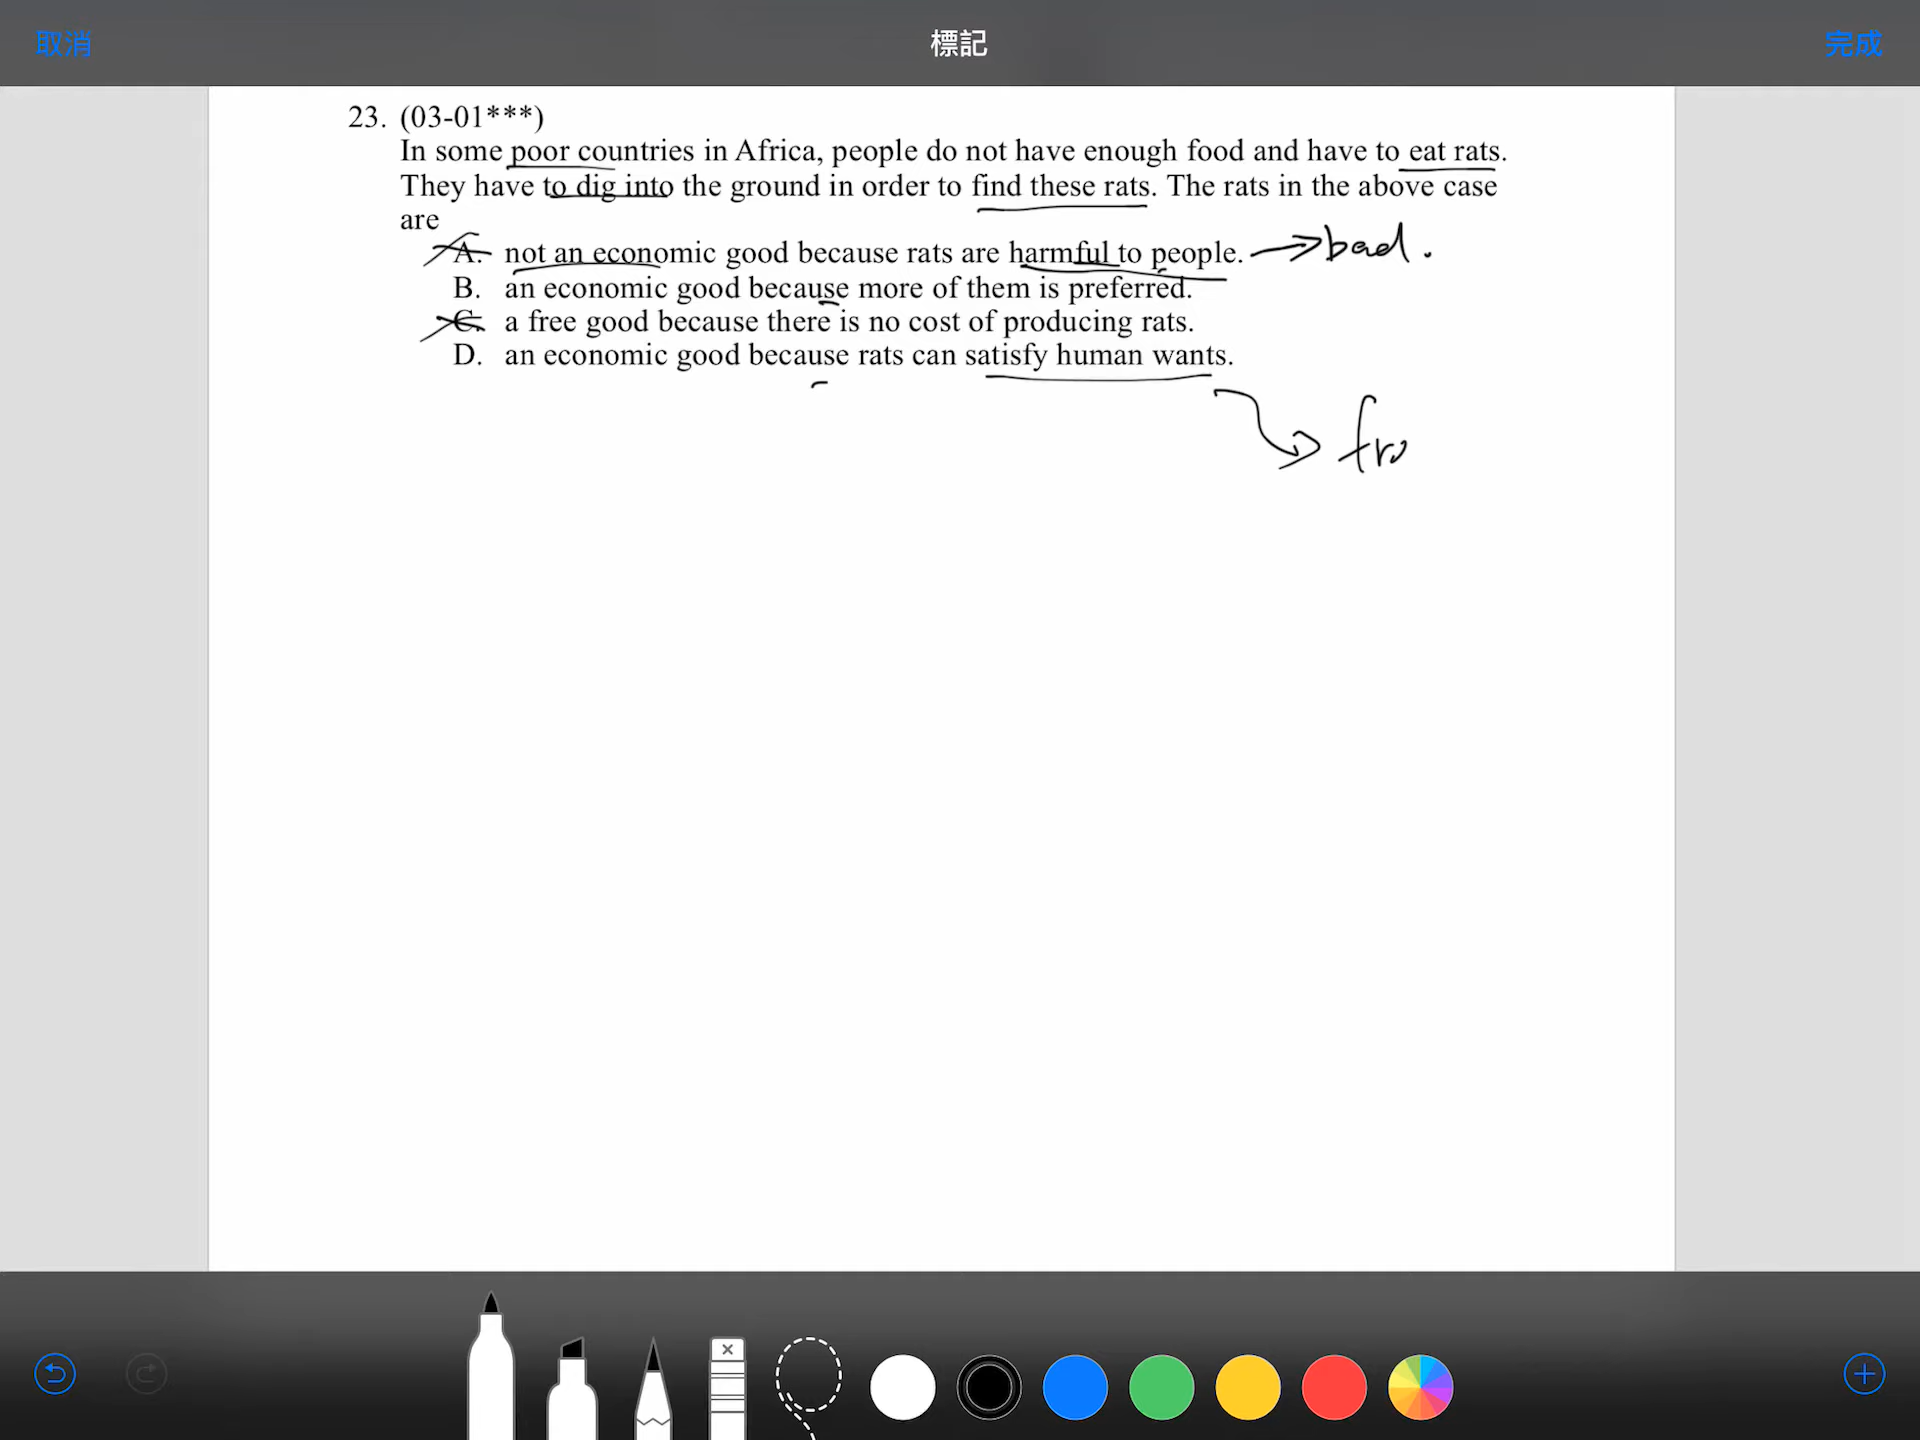 取消
標記
完成
23. (03-01***)
In some poor countries in Africa, people do not have enough food and have to eat rats.
They have to dig into the ground in order to find these rats. The rats in the above case
are
A. not an economic good because rats are harmful to people. → bad.
B. an economic good because more of them is preferred.
C. a free good because there is no cost of producing rats.
D. an economic good because rats can satisfy human wants.